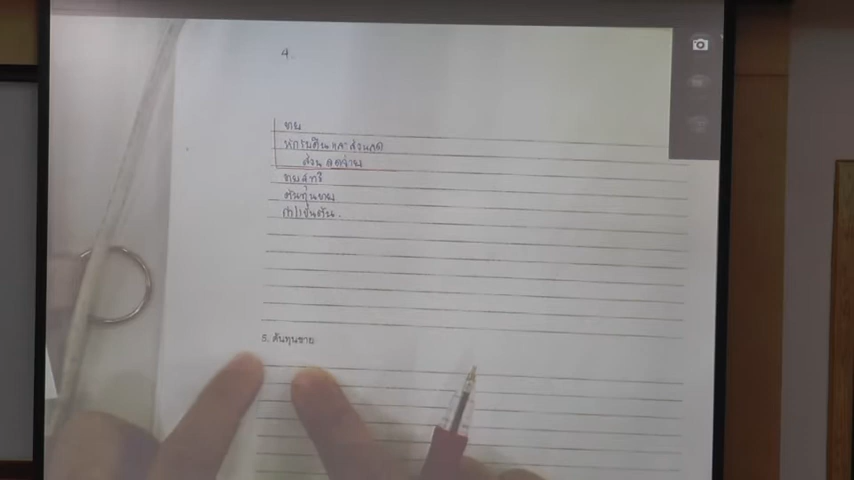 4.
ขาย
หัก รับคืน และ ส่วนลด
ส่วนลดจ่าย
ขายสุทธิ
ต้นทุนขาย
กำไรขั้นต้น.
5. ต้นทุนขาย